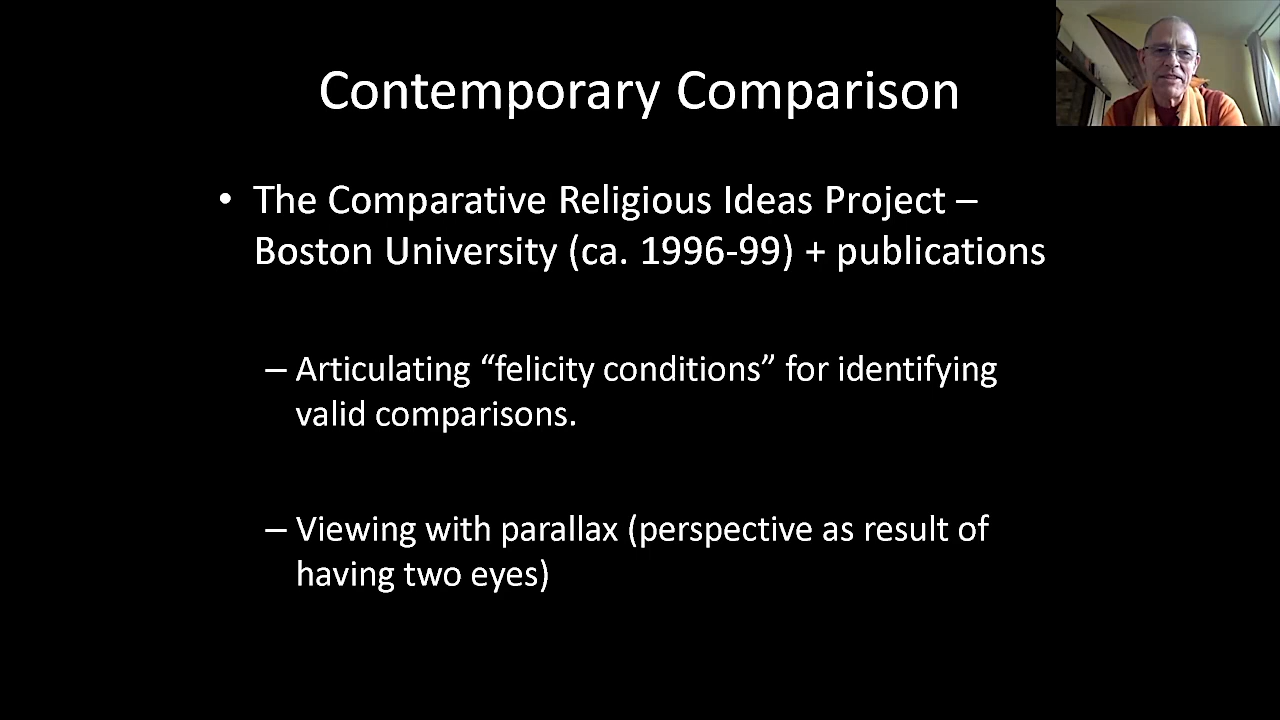 Contemporary Comparison
• The Comparative Religious Ideas Project –
Boston University (ca. 1996-99) + publications
– Articulating “felicity conditions” for identifying
valid comparisons.
– Viewing with parallax (perspective as result of
having two eyes)